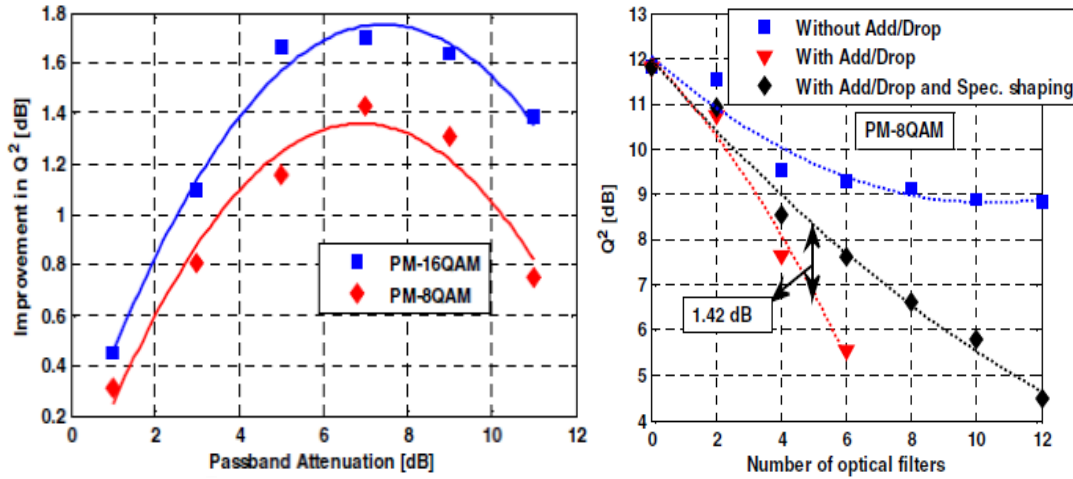 Improvement in Q² [dB]
1.8
1.6
1.4
1.2
1
0.8
0.6
0.4
0.2
PM-16QAM
PM-8QAM
0 2 4 6 8 10 12
Passband Attenuation [dB]
Q² [dB]
13
12
11
10
9
8
7
6
5
4
Without Add/Drop
With Add/Drop
With Add/Drop and Spec. shaping
PM-8QAM
1.42 dB
0 2 4 6 8 10 12
Number of optical filters